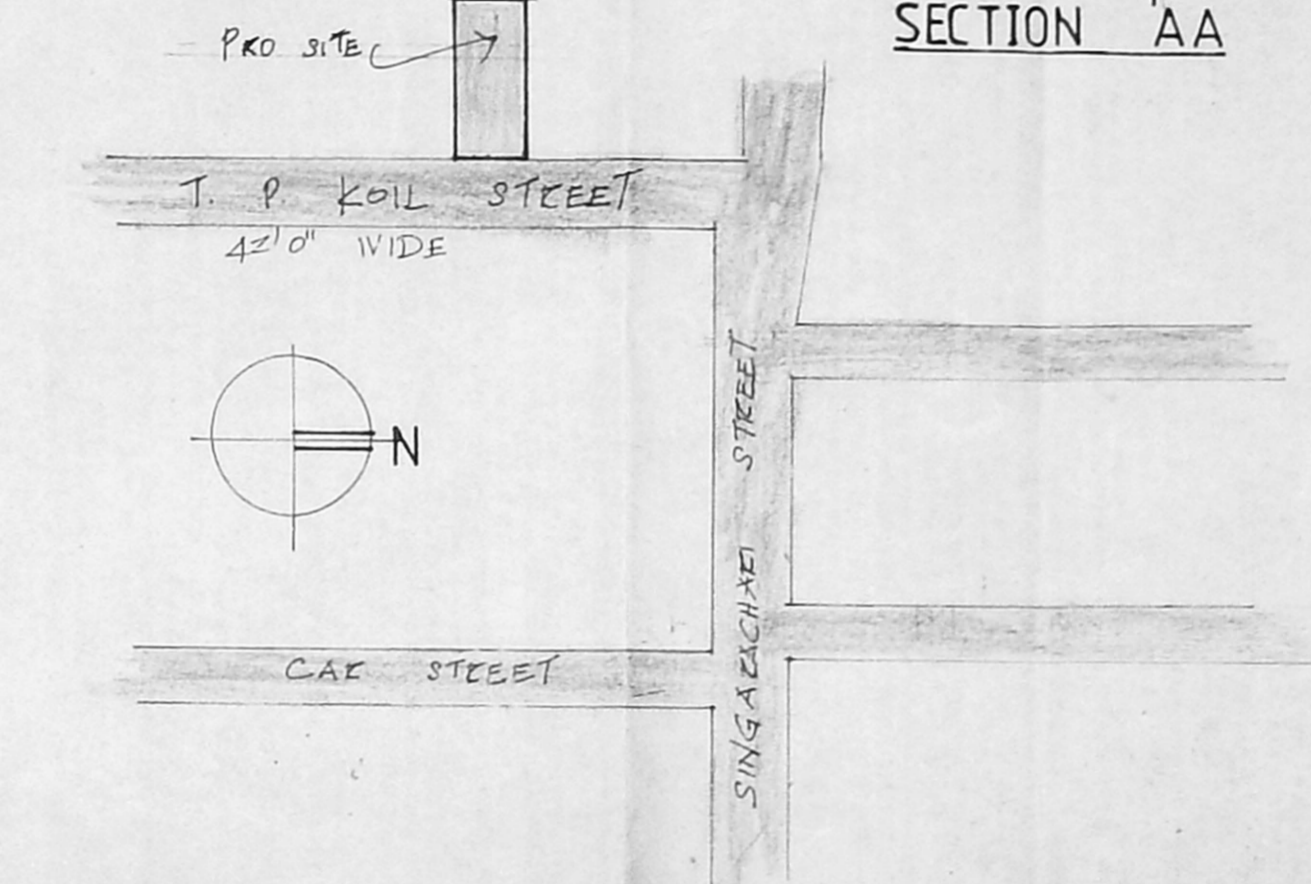 SECTION 'AA
PRO SITE
T. P. KOIL STREET
42'0" WIDE
N
STREET
SINGARACHARI
CAR STREET